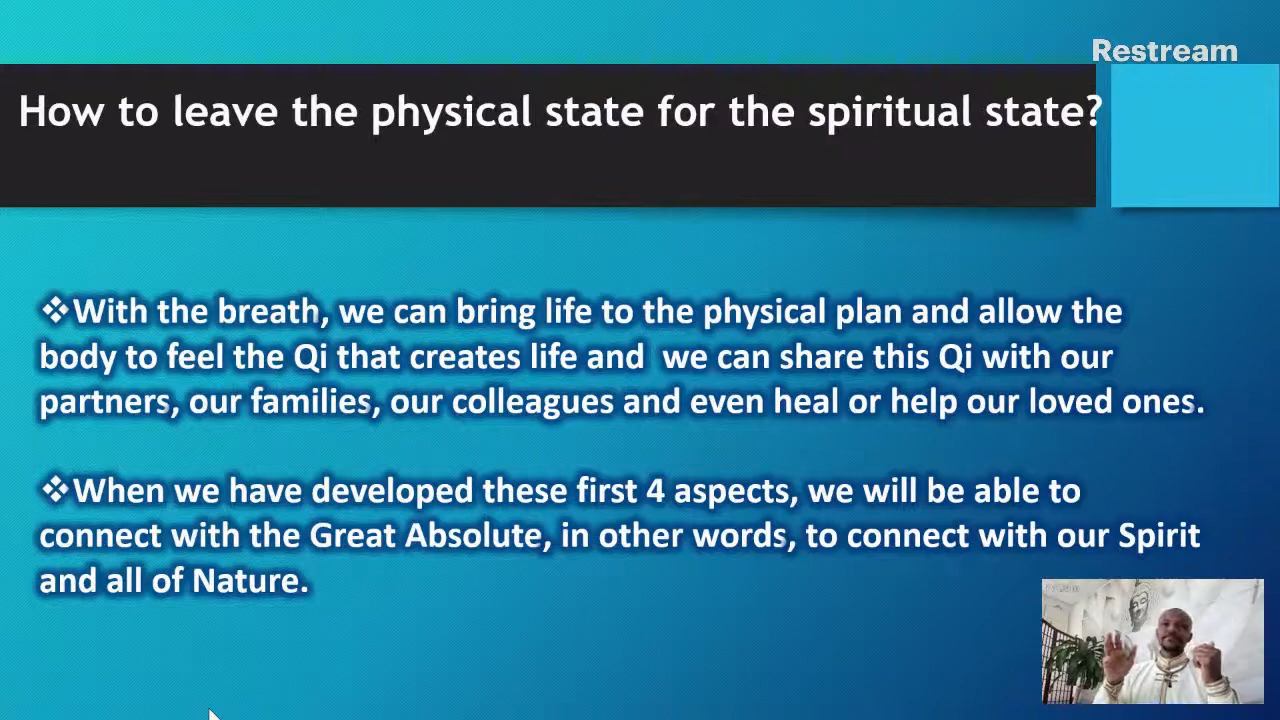 Restream
How to leave the physical state for the spiritual state?
❖With the breath, we can bring life to the physical plan and allow the
body to feel the Qi that creates life and  we can share this Qi with our
partners, our families, our colleagues and even heal or help our loved ones.
❖When we have developed these first 4 aspects, we will be able to
connect with the Great Absolute, in other words, to connect with our Spirit
and all of Nature.